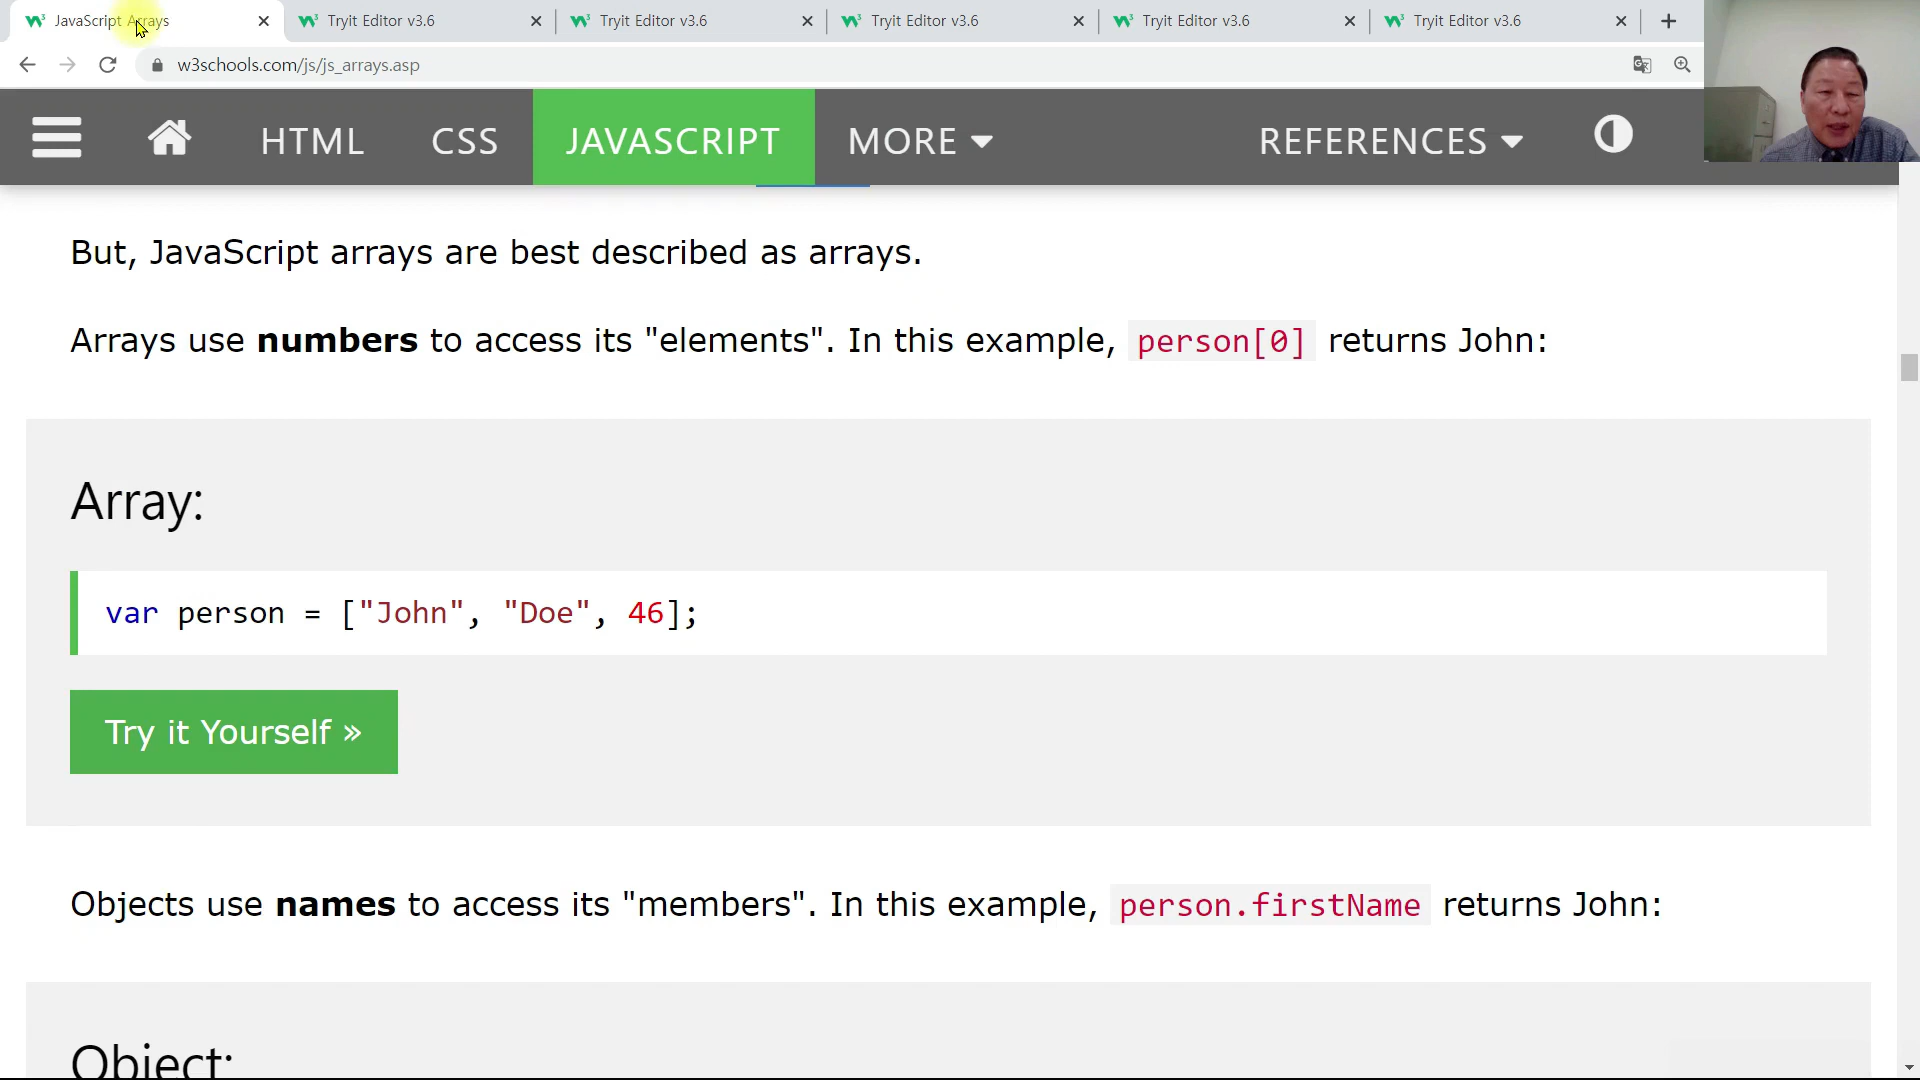 JavaScript Arrays
Tryit Editor v3.6
Tryit Editor v3.6
Tryit Editor v3.6
Tryit Editor v3.6
Tryit Editor v3.6
w3schools.com/js/js_arrays.asp
HTML CSS JAVASCRIPT MORE REFERENCES
But, JavaScript arrays are best described as arrays.
Arrays use numbers to access its "elements". In this example, person[0] returns John:
Array:
var person = ["John", "Doe", 46];
Try it Yourself »
Objects use names to access its "members". In this example, person.firstName returns John:
Object: